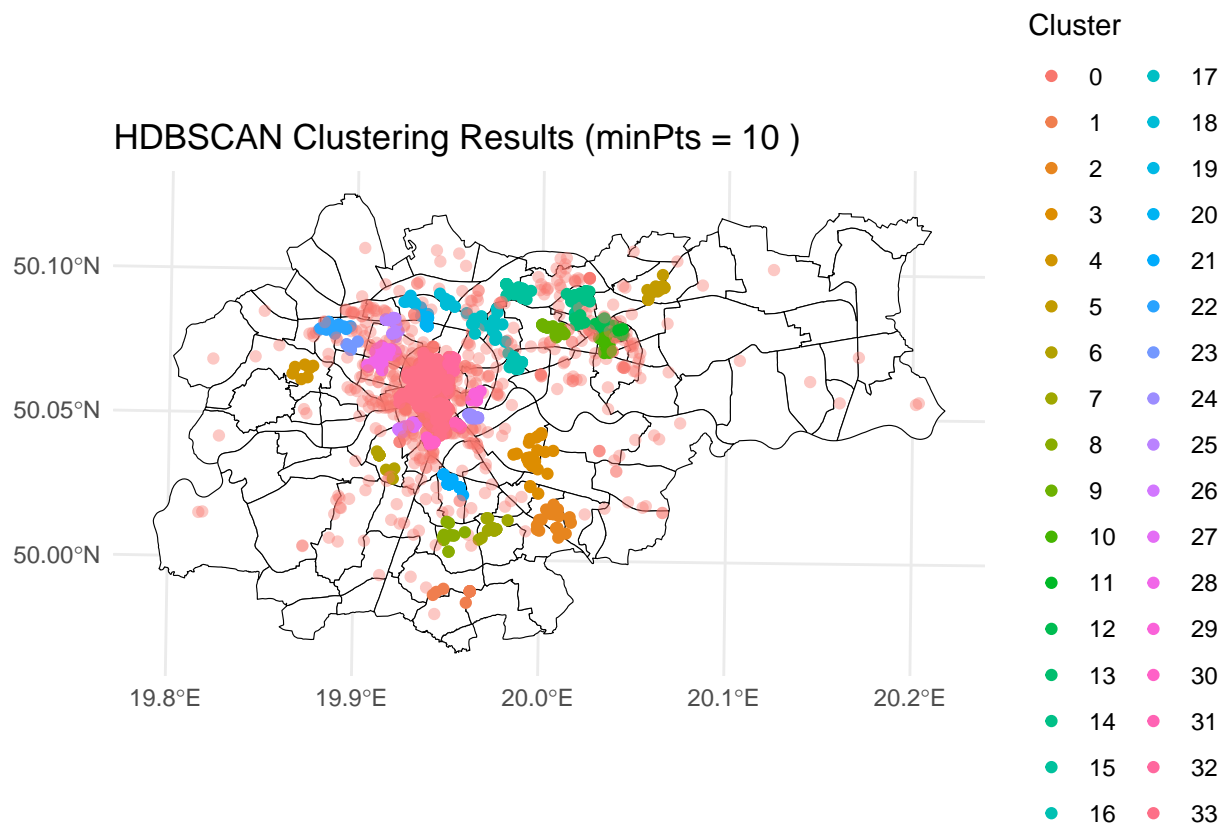 Cluster
0 17
1 18
2 19
3 20
4 21
5 22
6 23
7 24
8 25
9 26
10 27
11 28
12 29
13 30
14 31
15 32
16 33
HDBSCAN Clustering Results (minPts = 10 )
50.10°N
50.05°N
50.00°N
19.8°E 19.9°E 20.0°E 20.1°E 20.2°E